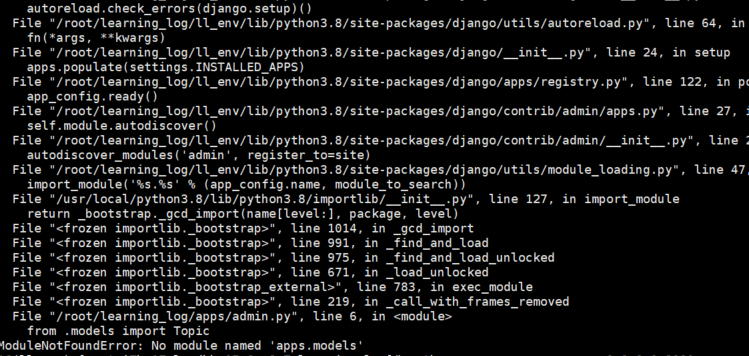 autoreload.check_errors(django.setup)()
File "/root/learning_log/ll_env/lib/python3.8/site-packages/django/utils/autoreload.py", line 64,
fn(*args, **kwargs)
File "/root/learning_log/ll_env/lib/python3.8/site-packages/django/__init__.py", line 24, in setup
apps.populate(settings.INSTALLED_APPS)
File "/root/learning_log/ll_env/lib/python3.8/site-packages/django/apps/registry.py", line 122, in
app_config.ready()
File "/root/learning_log/ll_env/lib/python3.8/site-packages/django/contrib/admin/apps.py", line 27,
self.module.autodiscover()
File "/root/learning_log/ll_env/lib/python3.8/site-packages/django/contrib/admin/__init__.py", line
autodiscover_modules('admin', register_to=site)
File "/root/learning_log/ll_env/lib/python3.8/site-packages/django/utils/module_loading.py", line 47,
import_module('%s.%s' % (app_config.name, module_to_search))
File "/usr/local/python3.8/lib/python3.8/importlib/__init__.py", line 127, in import_module
return _bootstrap._gcd_import(name[level:], package, level)
File "<frozen importlib._bootstrap>", line 1014, in _gcd_import
File "<frozen importlib._bootstrap>", line 991, in _find_and_load
File "<frozen importlib._bootstrap>", line 975, in _find_and_load_unlocked
File "<frozen importlib._bootstrap>", line 671, in _load_unlocked
File "<frozen importlib._bootstrap_external>", line 783, in exec_module
File "<frozen importlib._bootstrap>", line 219, in _call_with_frames_removed
File "/root/learning_log/apps/admin.py", line 6, in <module>
from .models import Topic
ModuleNotFoundError: No module named 'apps.models'